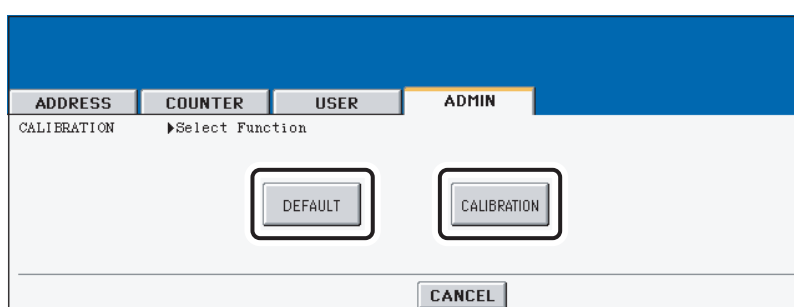 ADDRESS COUNTER USER ADMIN
CALIBRATION ▶Select Function
DEFAULT CALIBRATION
CANCEL